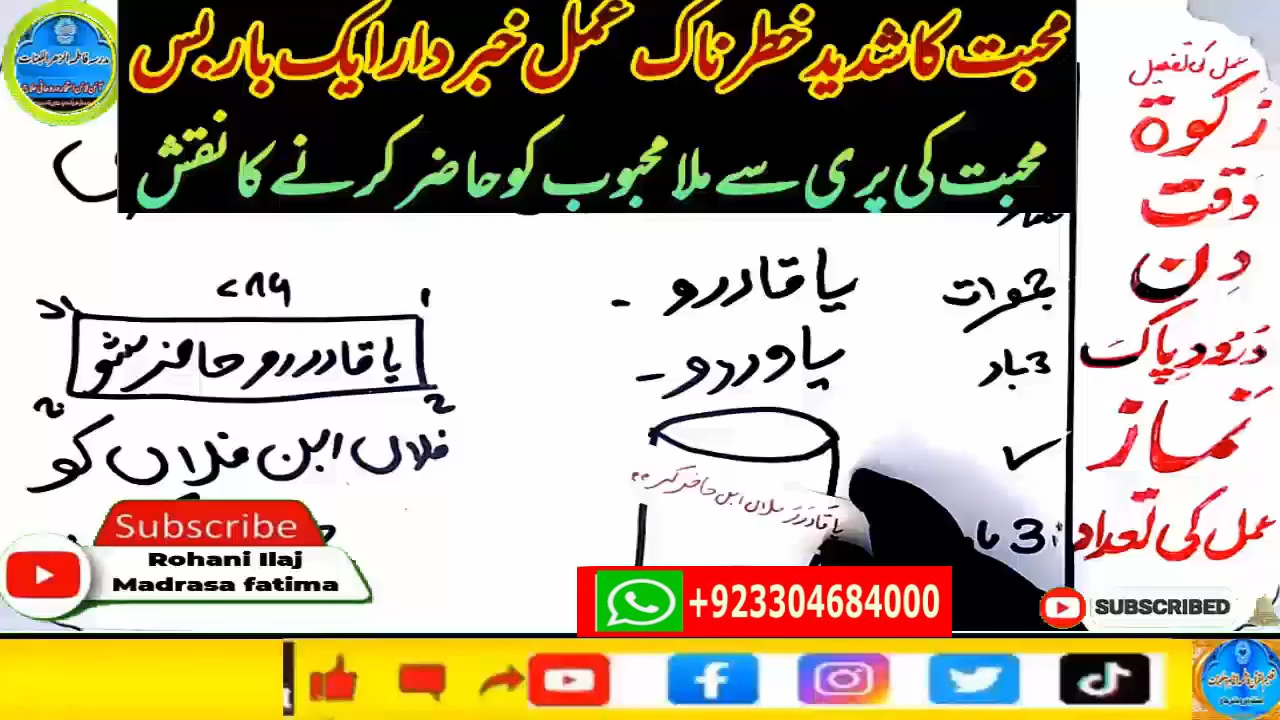 محبت کا شدید خطرناک عمل خبردار ایک بار بس
محبت کی پری سے ملا محبوب کو حاضر کرنے کا نقش
عمل کی تفصیل
زکوۃ
وقت
دن
درود پاک
نماز
عمل کی تعداد
جمعرات
3 بار
یا قادررو
یا وردو
۷۸۶
یا قادررو حاضر شو
فلاں ابن فلاں کو
Subscribe
Rohani Ilaj
Madrasa fatima
+923304684000
SUBSCRIBED